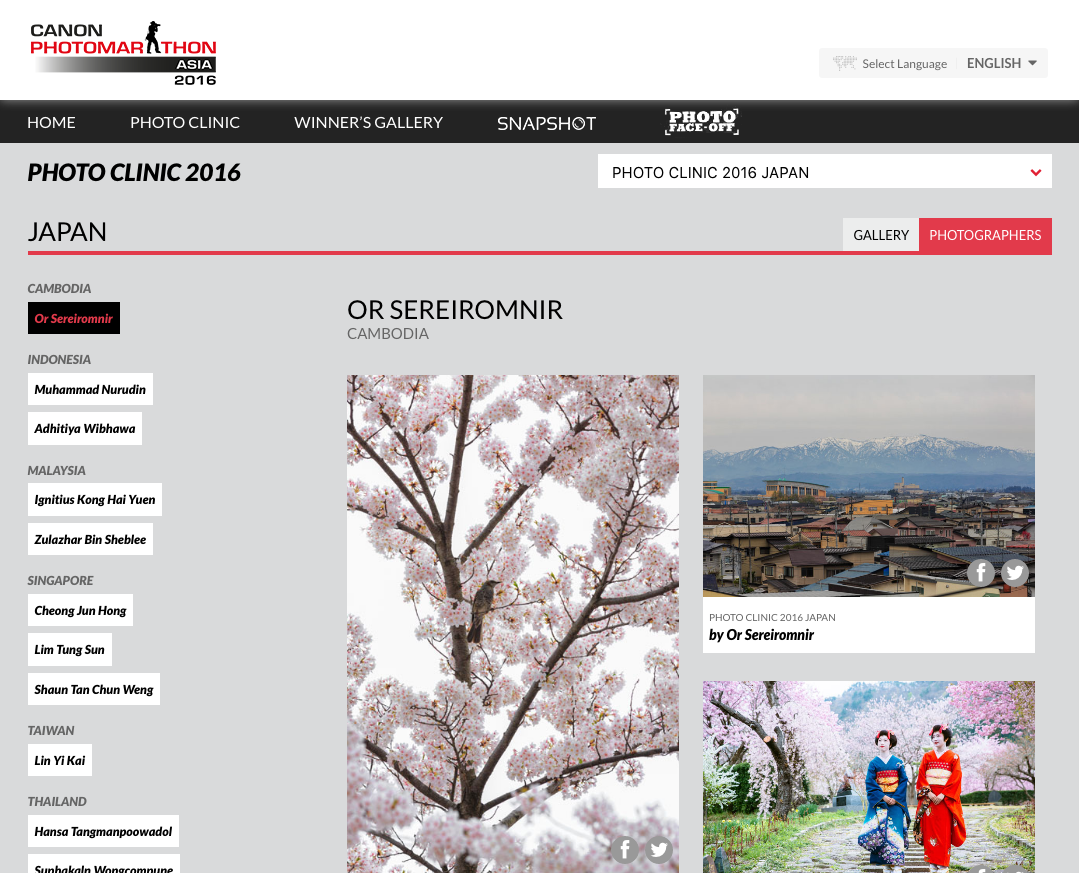 CANON
PHOTOMARATHON
ASIA
2016
Select Language
ENGLISH
HOME
PHOTO CLINIC
WINNER'S GALLERY
SNAPSHOT
PHOTO
FACE-OFF
PHOTO CLINIC 2016
PHOTO CLINIC 2016 JAPAN
JAPAN
GALLERY
PHOTOGRAPHERS
CAMBODIA
Or Sereiromnir
INDONESIA
Muhammad Nurudin
Adhitiya Wibhawa
MALAYSIA
Ignitius Kong Hai Yuen
Zulazhar Bin Sheblee
SINGAPORE
Cheong Jun Hong
Lim Tung Sun
Shaun Tan Chun Weng
TAIWAN
Lin Yi Kai
THAILAND
Hansa Tangmanpoowadol
OR SEREIROMNIR
CAMBODIA
PHOTO CLINIC 2016 JAPAN
by Or Sereiromnir